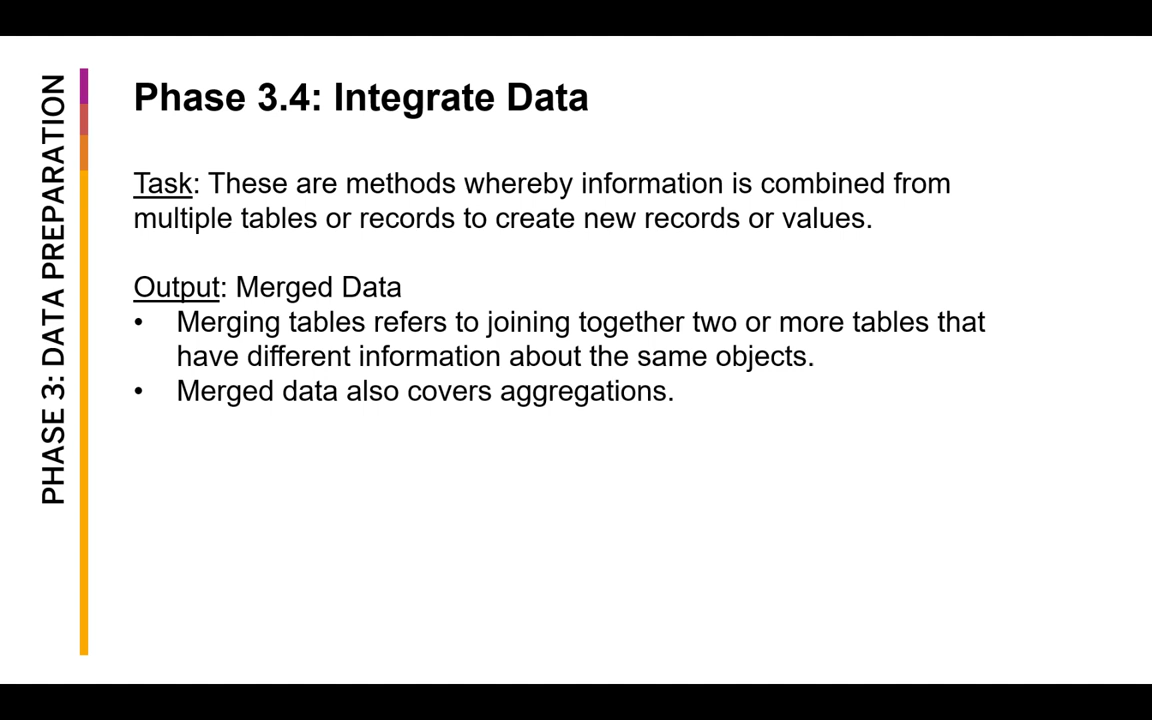 PHASE 3: DATA PREPARATION
Phase 3.4: Integrate Data
Task: These are methods whereby information is combined from
multiple tables or records to create new records or values.
Output: Merged Data
• Merging tables refers to joining together two or more tables that
have different information about the same objects.
• Merged data also covers aggregations.